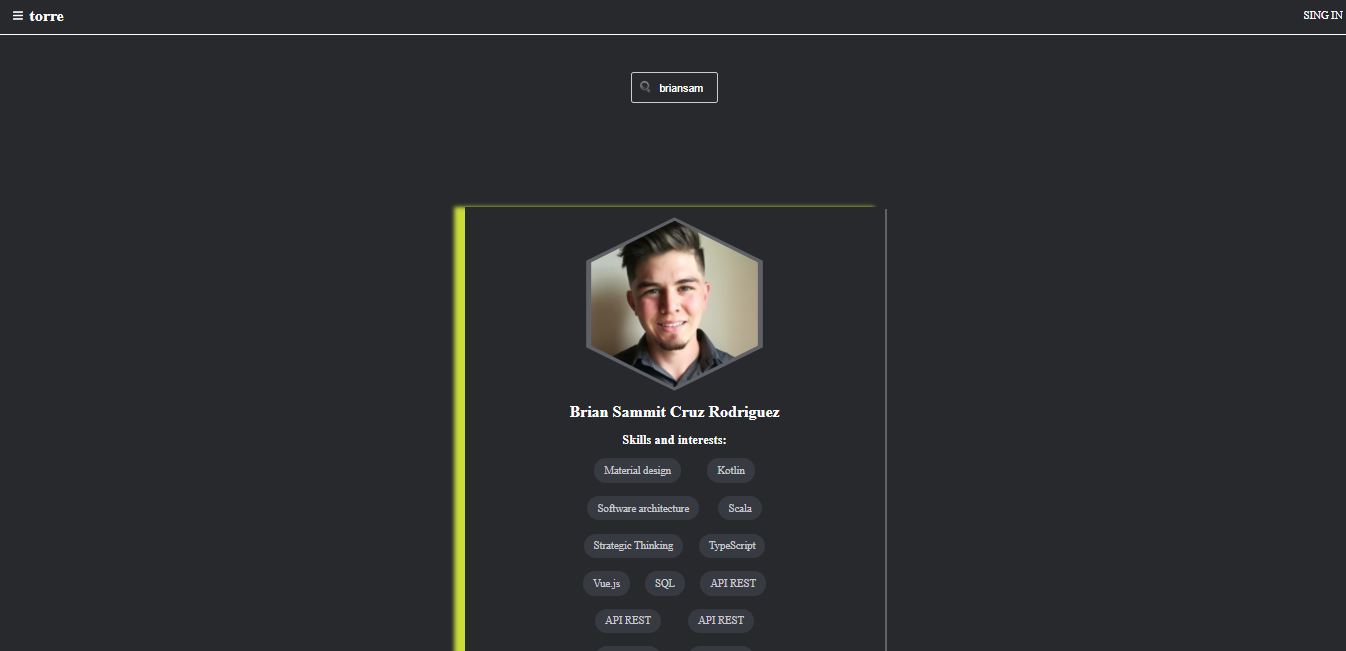 ☰ torre
SING IN
briansam
Brian Sammit Cruz Rodriguez
Skills and interests:
Material design Kotlin
Software architecture Scala
Strategic Thinking TypeScript
Vue.js SQL API REST
API REST API REST